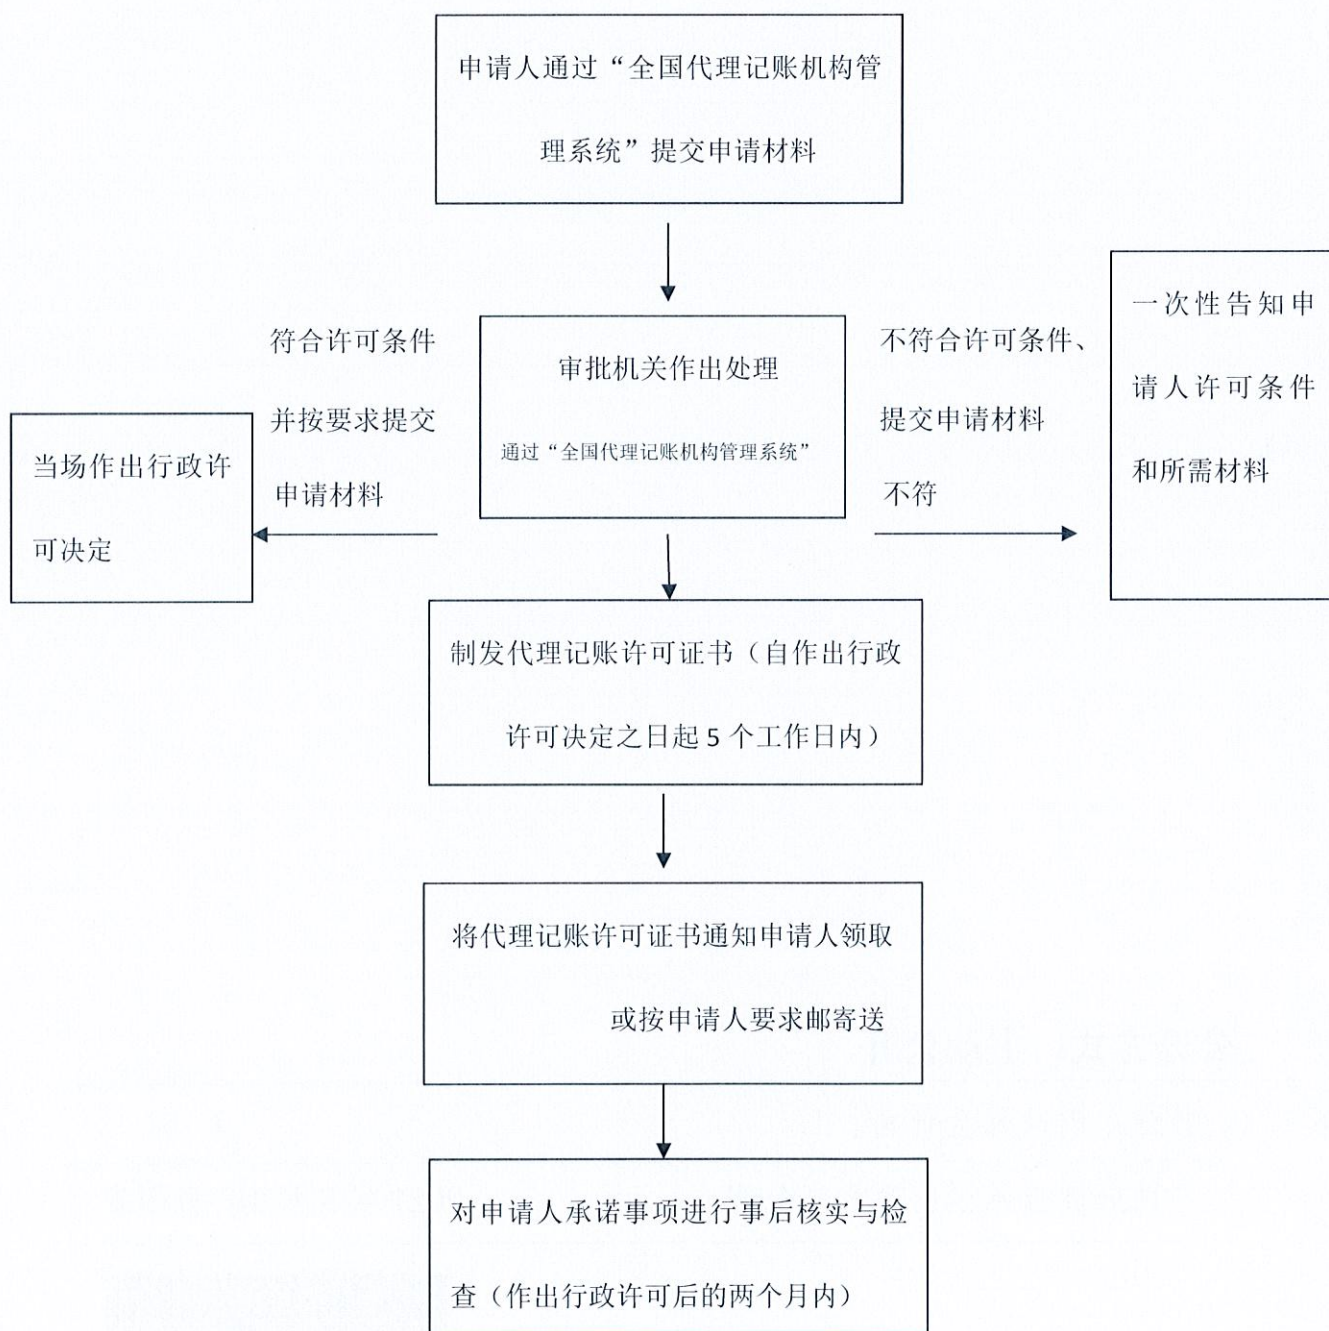 申请人通过“全国代理记账机构管
理系统”提交申请材料
符合许可条件
并按要求提交
申请材料
当场作出行政许
可决定
审批机关作出处理
通过“全国代理记账机构管理系统”
不符合许可条件、
提交申请材料
不符
一次性告知申
请人许可条件
和所需材料
制发代理记账许可证书（自作出行政
许可决定之日起 5 个工作日内）
将代理记账许可证书通知申请人领取
或按申请人要求邮寄送
对申请人承诺事项进行事后核实与检
查（作出行政许可后的两个月内）